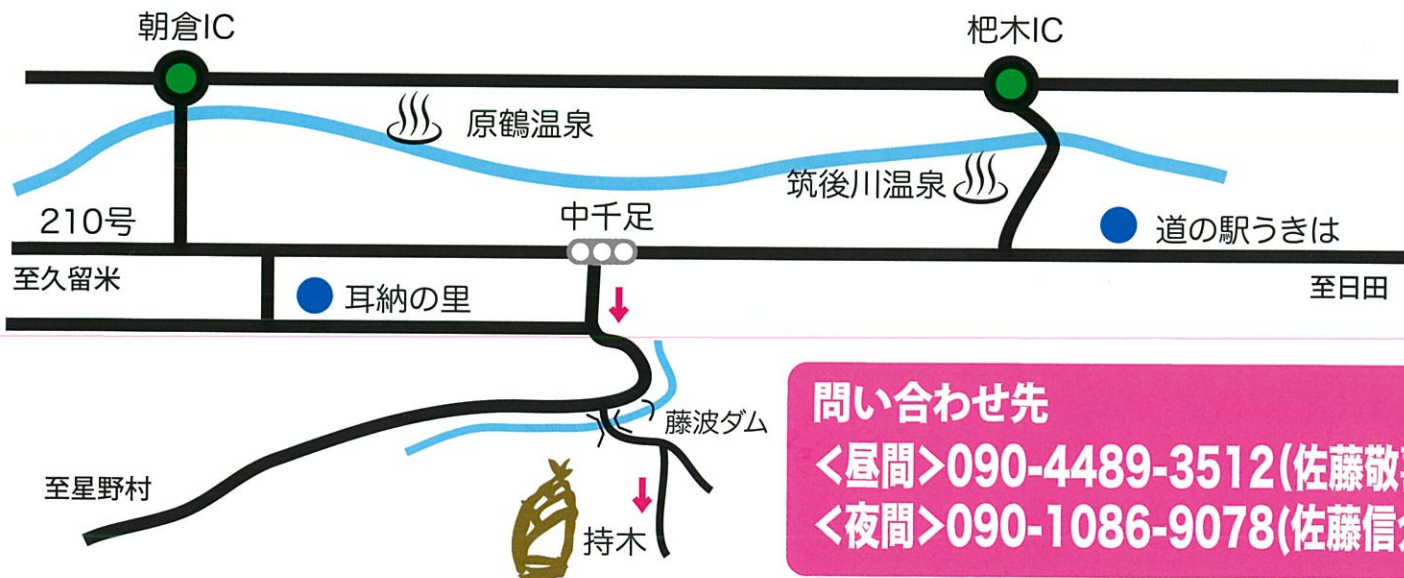 朝倉IC
杷木IC
原鶴温泉
筑後川温泉
210号
中千足
道の駅うきは
至久留米
耳納の里
至日田
藤波ダム
至星野村
持木
問い合わせ先
<昼間>090-4489-3512(佐藤敬
<夜間>090-1086-9078(佐藤信